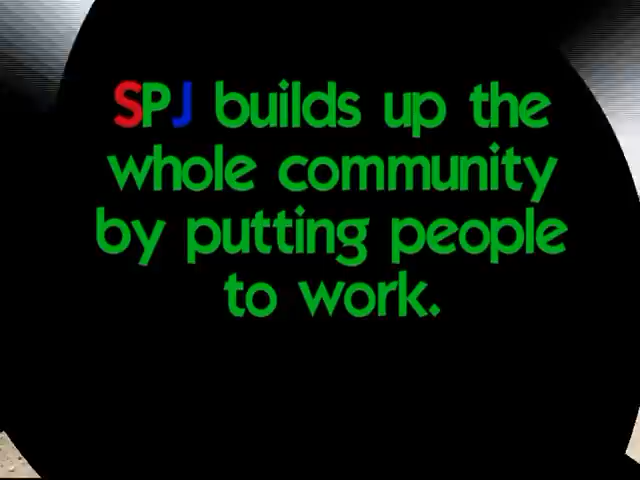 SPJ builds up the
whole community
by putting people
to work.